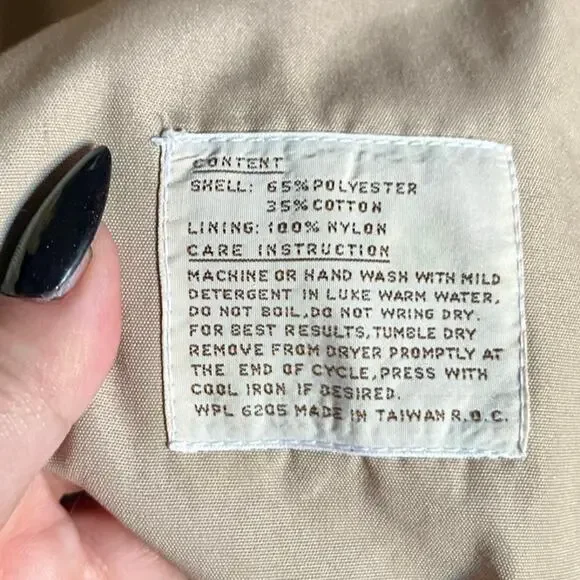 CONTENT
SHELL: 65% POLYESTER
35% COTTON
LINING: 100% NYLON
CARE INSTRUCTION
MACHINE OR HAND WASH WITH MILD
DETERGENT IN LUKE WARM WATER,
DO NOT BOIL, DO NOT WRING DRY.
FOR BEST RESULTS, TUMBLE DRY
REMOVE FROM DRYER PROMPTLY AT
THE END OF CYCLE, PRESS WITH
COOL IRON IF DESIRED.
WPL 6205 MADE IN TAIWAN R.O.C.